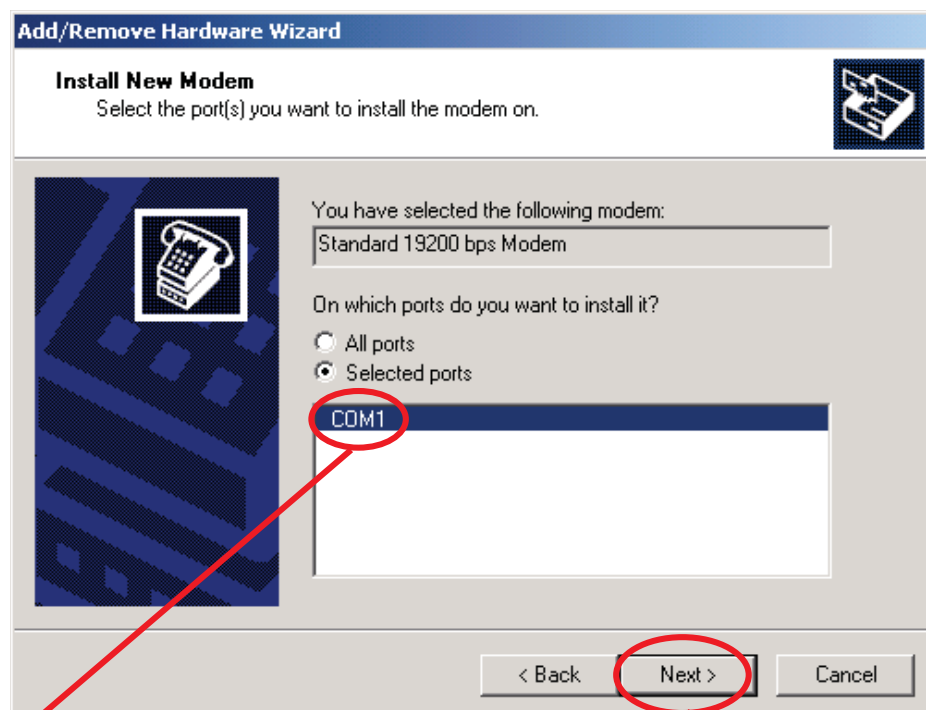 Add/Remove Hardware Wizard
Install New Modem
Select the port(s) you want to install the modem on.
You have selected the following modem:
Standard 19200 bps Modem
On which ports do you want to install it?
All ports
Selected ports
COM1
< Back
Next >
Cancel